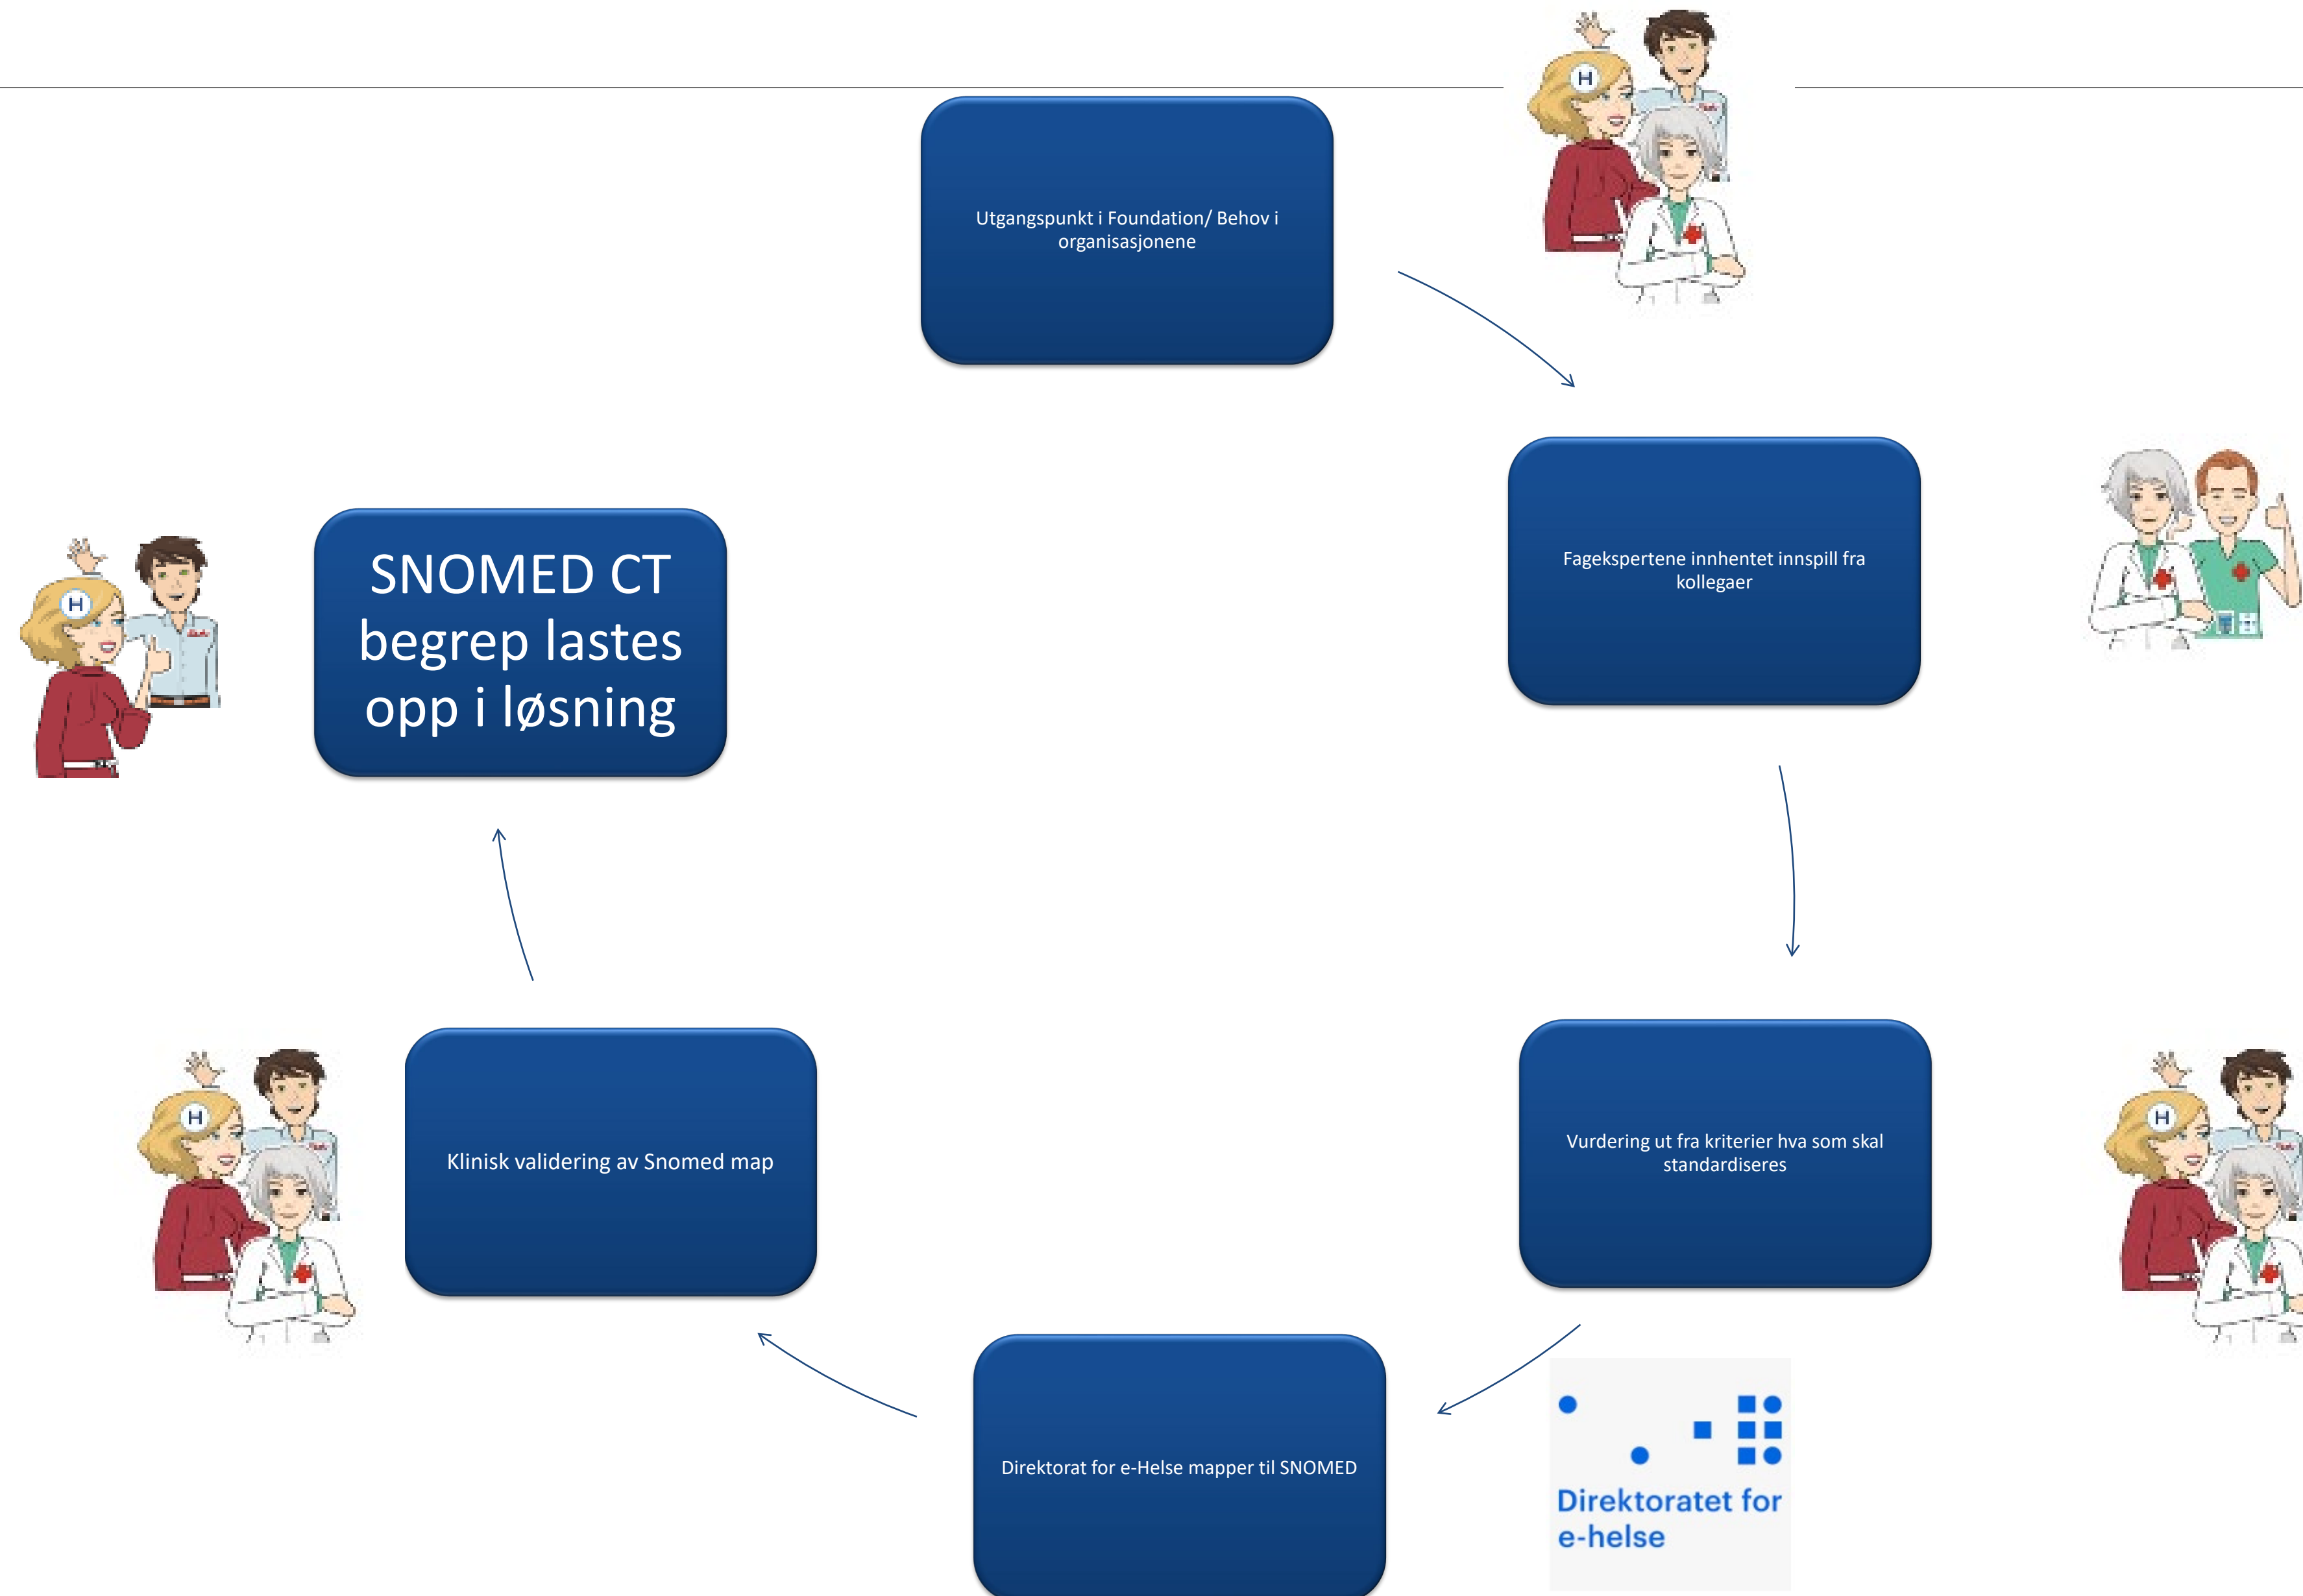 Utgangspunkt i Foundation/ Behov i
organisasjonene
H
Fagekspertene innhentet innspill fra
kollegaer
SNOMED CT
begrep lastes
opp i løsning
H
Vurdering ut fra kriterier hva som skal
standardiseres
H
Klinisk validering av Snomed map
H
Direktorat for e-Helse mapper til SNOMED
Direktoratet for
e-helse